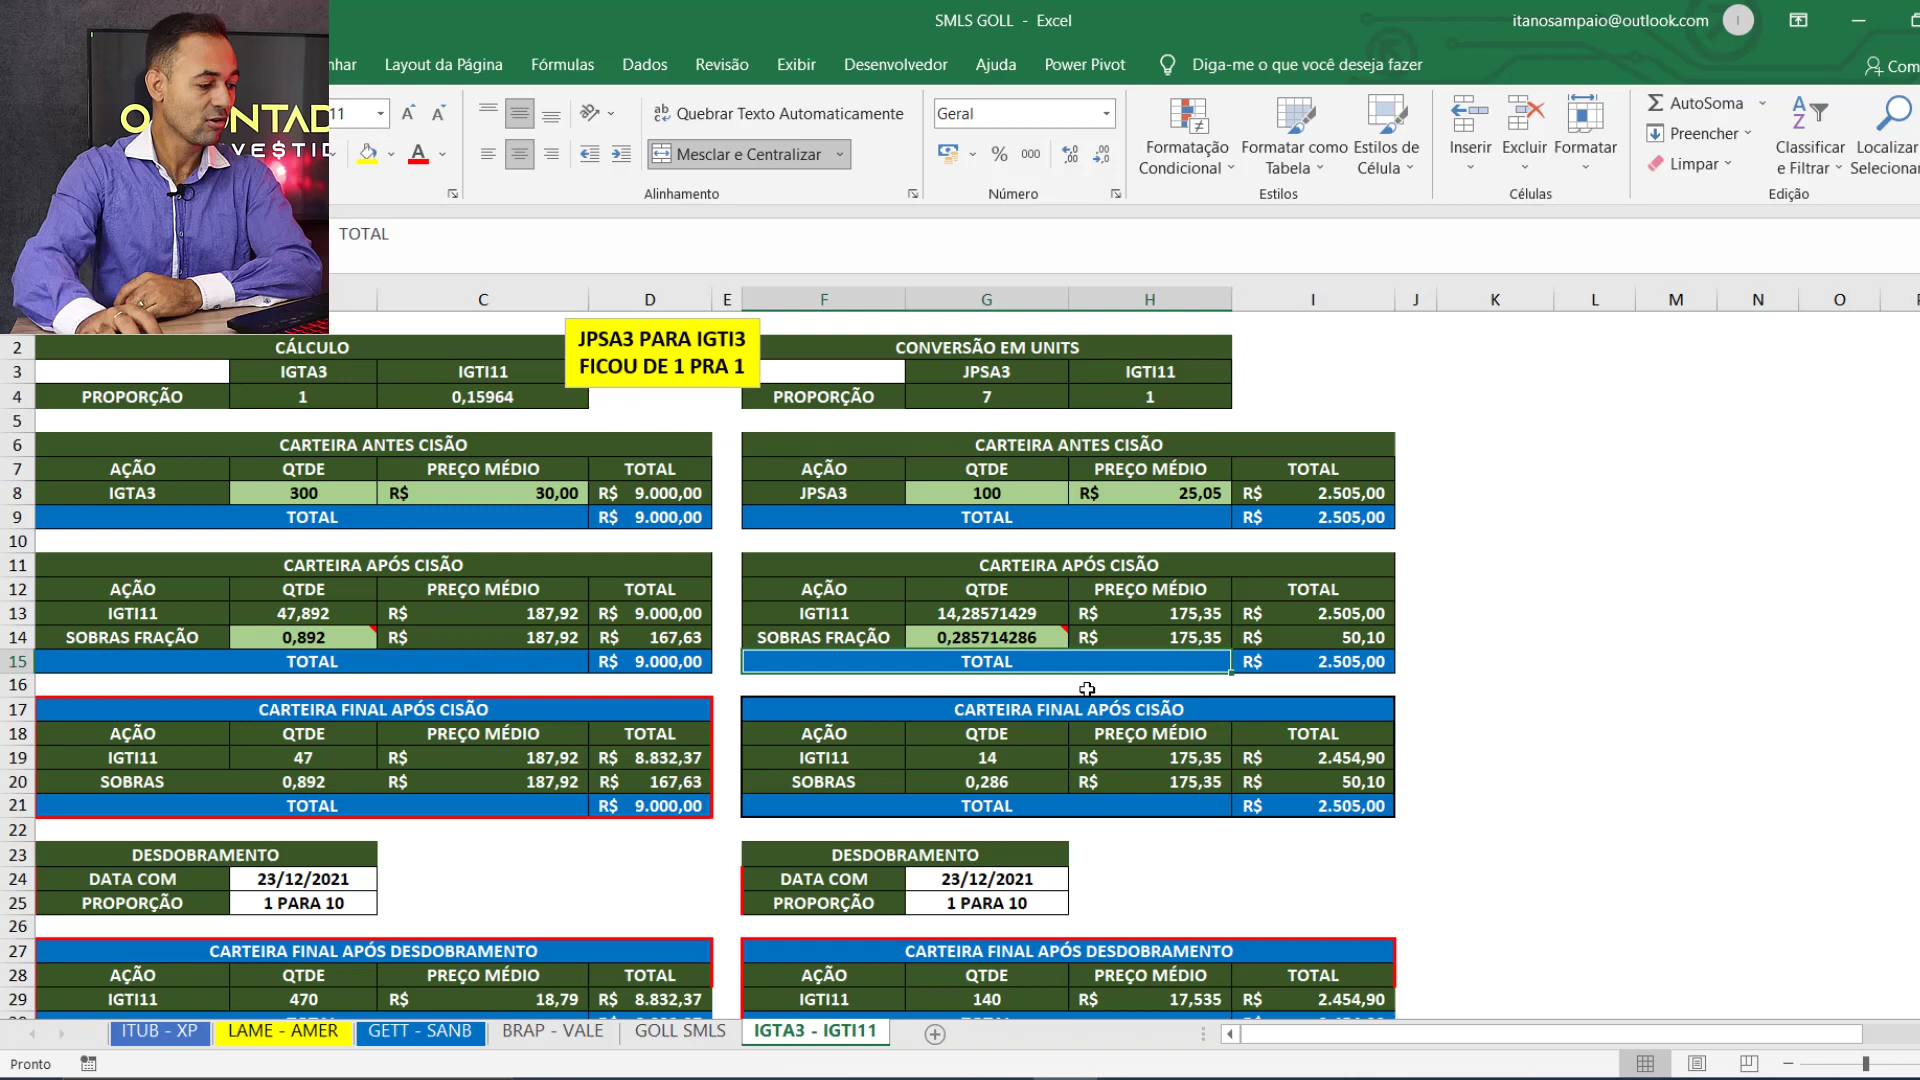 SMLS GOLL - Excel
itanosampaio@outlook.com
I
nhar
Layout da Página
Fórmulas
Dados
Revisão
Exibir
Desenvolvedor
Ajuda
Power Pivot
Diga-me o que você deseja fazer
Com
11
Quebrar Texto Automaticamente
Geral
Mesclar e Centralizar
% 000
Formatação Condicional
Formatar como Tabela
Estilos de Célula
Inserir
Excluir
Formatar
AutoSoma
Preencher
Limpar
Classificar e Filtrar
Localizar
Selecionar
Alinhamento
Número
Estilos
Células
Edição
TOTAL
C D E F G H I J K L M N O
JPSA3 PARA IGTI3
FICOU DE 1 PRA 1
2 CÁLCULO CONVERSÃO EM UNITS
3 IGTA3 IGTI11 JPSA3 IGTI11
4 PROPORÇÃO 1 0,15964 PROPORÇÃO 7 1
5
6 CARTEIRA ANTES CISÃO CARTEIRA ANTES CISÃO
7 AÇÃO QTDE PREÇO MÉDIO TOTAL AÇÃO QTDE PREÇO MÉDIO TOTAL
8 IGTA3 300 R$ 30,00 R$ 9.000,00 JPSA3 100 R$ 25,05 R$ 2.505,00
9 TOTAL R$ 9.000,00 TOTAL R$ 2.505,00
10
11 CARTEIRA APÓS CISÃO CARTEIRA APÓS CISÃO
12 AÇÃO QTDE PREÇO MÉDIO TOTAL AÇÃO QTDE PREÇO MÉDIO TOTAL
13 IGTI11 47,892 R$ 187,92 R$ 9.000,00 IGTI11 14,28571429 R$ 175,35 R$ 2.505,00
14 SOBRAS FRAÇÃO 0,892 R$ 187,92 R$ 167,63 SOBRAS FRAÇÃO 0,285714286 R$ 175,35 R$ 50,10
15 TOTAL R$ 9.000,00 TOTAL R$ 2.505,00
16
17 CARTEIRA FINAL APÓS CISÃO CARTEIRA FINAL APÓS CISÃO
18 AÇÃO QTDE PREÇO MÉDIO TOTAL AÇÃO QTDE PREÇO MÉDIO TOTAL
19 IGTI11 47 R$ 187,92 R$ 8.832,37 IGTI11 14 R$ 175,35 R$ 2.454,90
20 SOBRAS 0,892 R$ 187,92 R$ 167,63 SOBRAS 0,286 R$ 175,35 R$ 50,10
21 TOTAL R$ 9.000,00 TOTAL R$ 2.505,00
22
23 DESDOBRAMENTO DESDOBRAMENTO
24 DATA COM 23/12/2021 DATA COM 23/12/2021
25 PROPORÇÃO 1 PARA 10 PROPORÇÃO 1 PARA 10
26
27 CARTEIRA FINAL APÓS DESDOBRAMENTO CARTEIRA FINAL APÓS DESDOBRAMENTO
28 AÇÃO QTDE PREÇO MÉDIO TOTAL AÇÃO QTDE PREÇO MÉDIO TOTAL
29 IGTI11 470 R$ 18,79 R$ 8.832,37 IGTI11 140 R$ 17,535 R$ 2.454,90
ITUB - XP
LAME - AMER
GETT - SANB
BRAP - VALE
GOLL SMLS
IGTA3 - IGTI11
Pronto